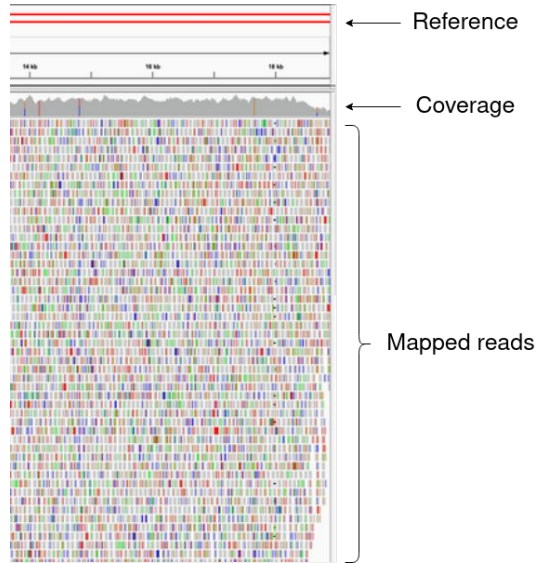 Reference
14 kb
16 kb
18 kb
Coverage
Mapped reads